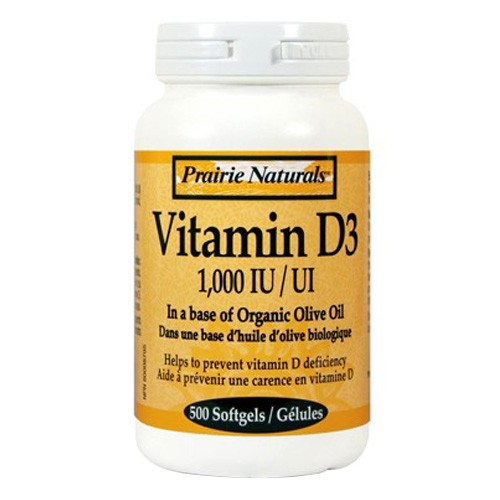 Prairie Naturals
Vitamin D3
1,000 IU / UI
In a base of Organic Olive Oil
Dans une base d'huile d'olive biologique
Helps to prevent vitamin D deficiency
Aide à prévenir une carence en vitamine D
500 Softgels / Gélules